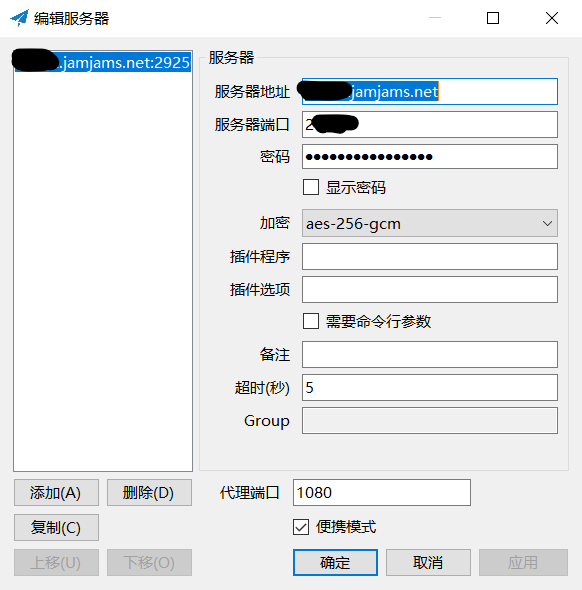 编辑服务器
.jamjams.net:2925
服务器
服务器地址 jamjams.net
服务器端口 2
密码 ●●●●●●●●●●●●●●●●
显示密码
加密 aes-256-gcm
插件程序
插件选项
需要命令行参数
备注
超时(秒) 5
Group
添加(A) 删除(D) 代理端口 1080
复制(C) 便携模式
上移(U) 下移(O) 确定 取消 应用